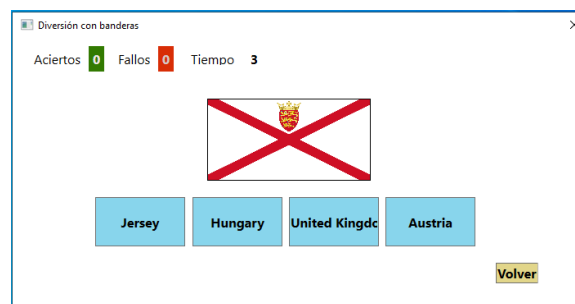 Diversión con banderas
Aciertos 0 Fallos 0 Tiempo 3
Jersey Hungary United Kingdc Austria
Volver